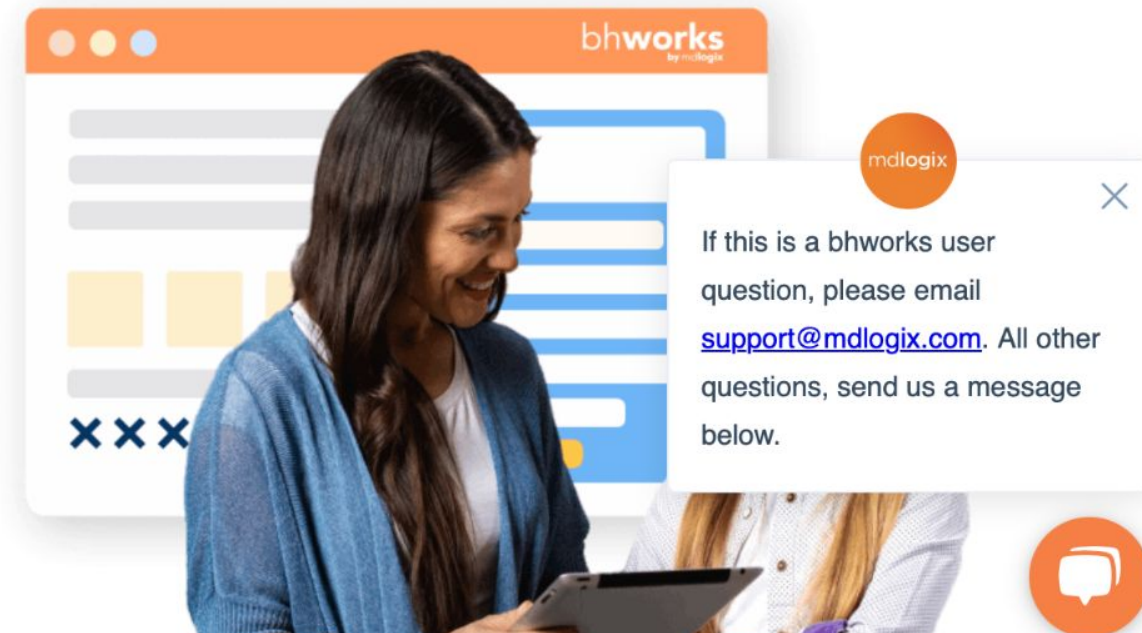 bhworks
by mdlogix
mdlogix
If this is a bhworks user
question, please email
support@mdlogix.com. All other
questions, send us a message
below.